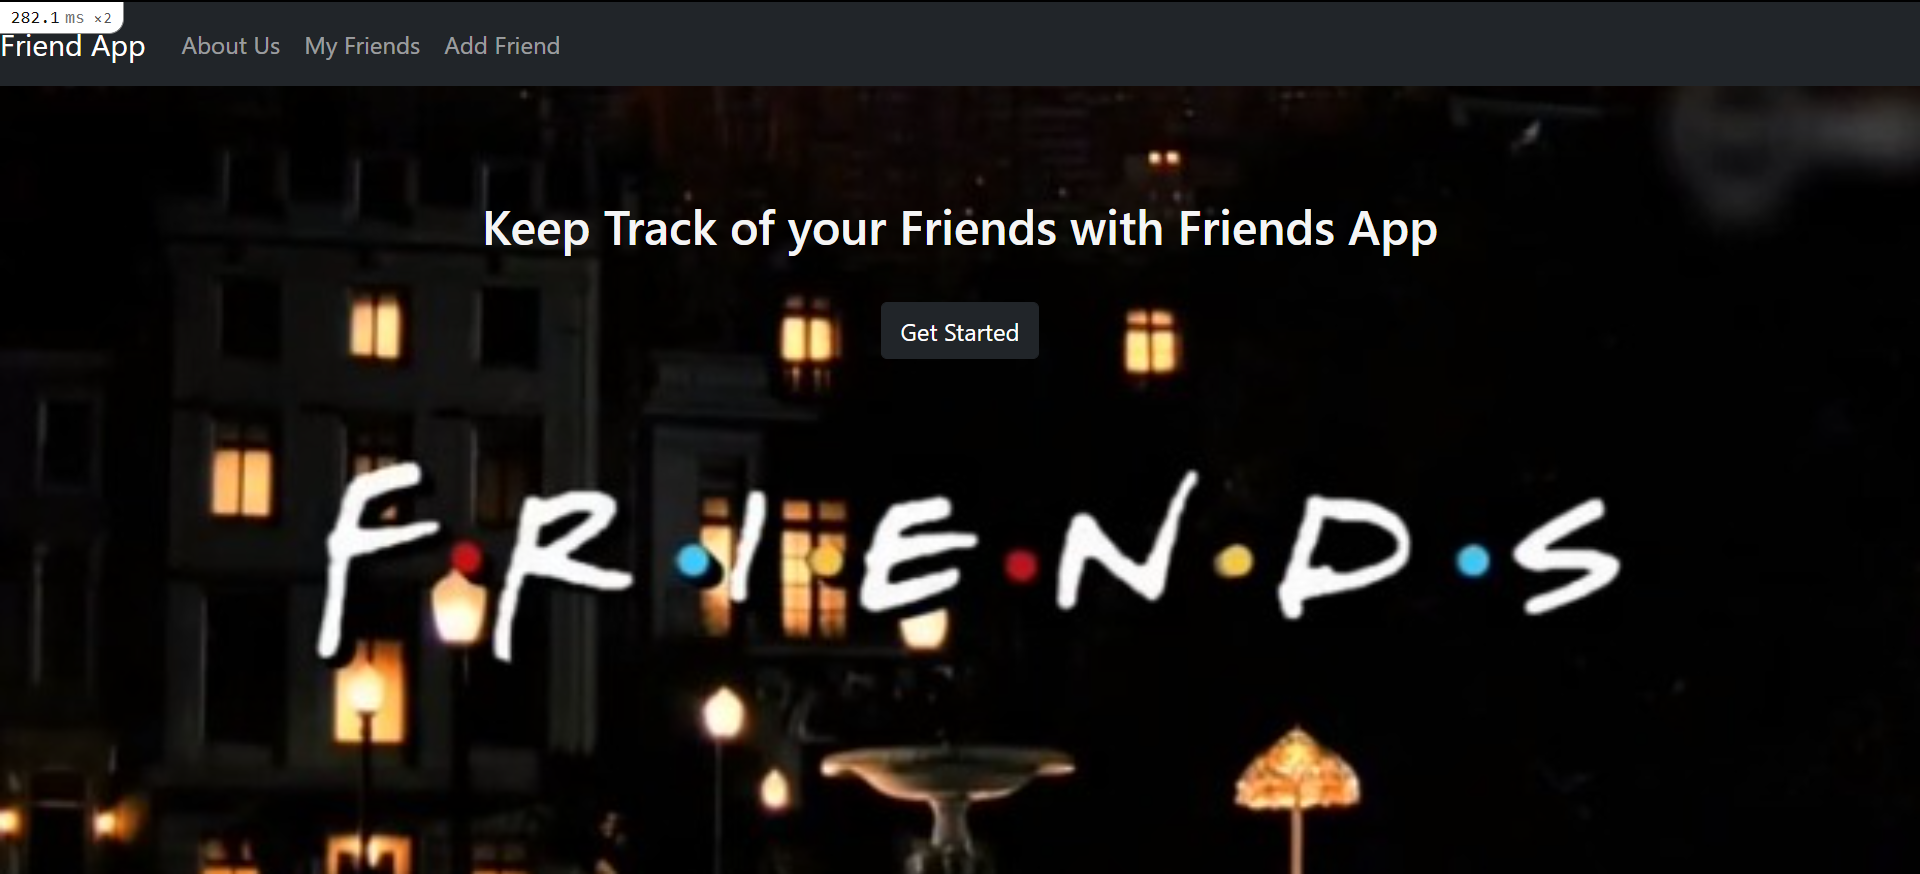 282.1 ms ×2
Friend App About Us My Friends Add Friend
Keep Track of your Friends with Friends App
Get Started
F•R•I•E•N•D•S